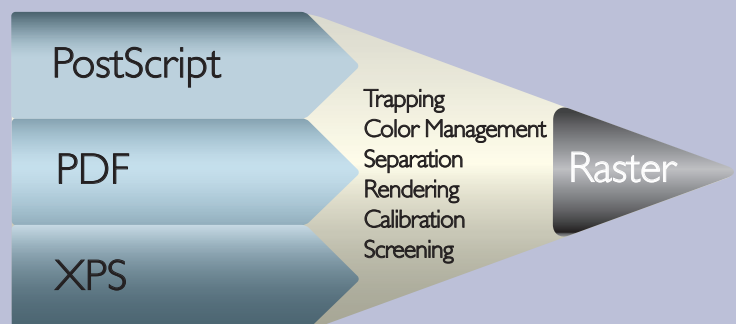 PostScript
PDF
XPS
Trapping
Color Management
Separation
Rendering
Calibration
Screening
Raster